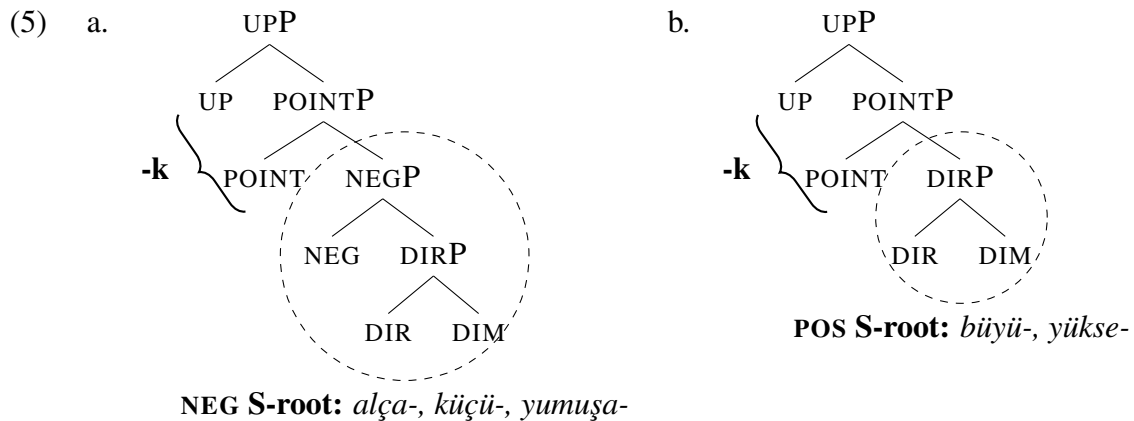 (5) a. UPP b. UPP
UP POINTP UP POINTP
-k POINT NEGP -k POINT DIRP
NEG DIRP DIR DIM
DIR DIM POS S-root: büyü-, yükse-
NEG S-root: alça-, küçü-, yumuşa-